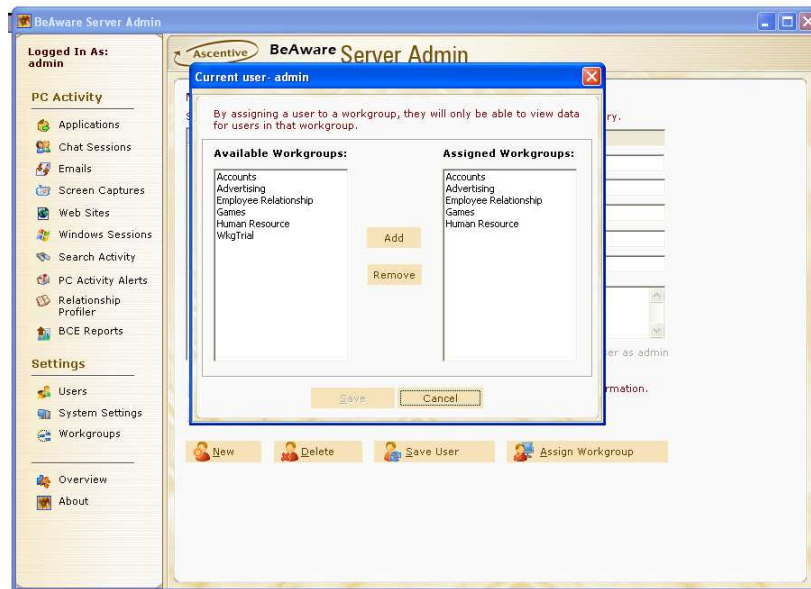 BeAware Server Admin
Logged In As:
admin
PC Activity
Applications
Chat Sessions
Emails
Screen Captures
Web Sites
Windows Sessions
Search Activity
PC Activity Alerts
Relationship
Profiler
BCE Reports
Settings
Users
System Settings
Workgroups
Overview
About
Ascentive BeAware Server Admin
Current user- admin
By assigning a user to a workgroup, they will only be able to view data
for users in that workgroup.
Available Workgroups:
Accounts
Advertising
Employee Relationship
Games
Human Resource
WkgTrial
Add
Remove
Assigned Workgroups:
Accounts
Advertising
Employee Relationship
Games
Human Resource
Save
Cancel
as admin
New
Delete
Save User
Assign Workgroup